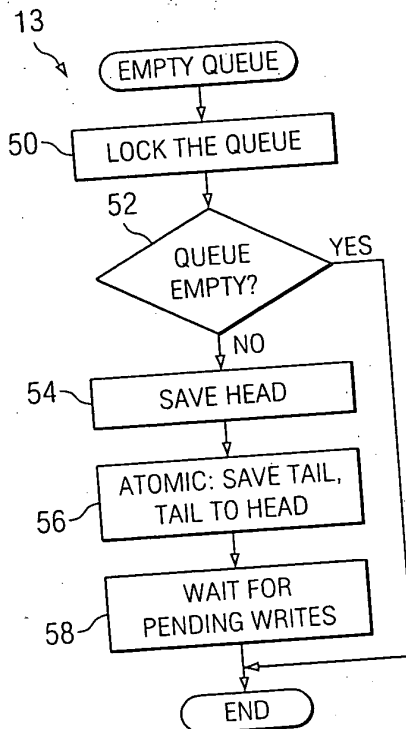 13
EMPTY QUEUE
50
LOCK THE QUEUE
52
QUEUE
EMPTY?
YES
NO
54
SAVE HEAD
56
ATOMIC: SAVE TAIL,
TAIL TO HEAD
58
WAIT FOR
PENDING WRITES
END